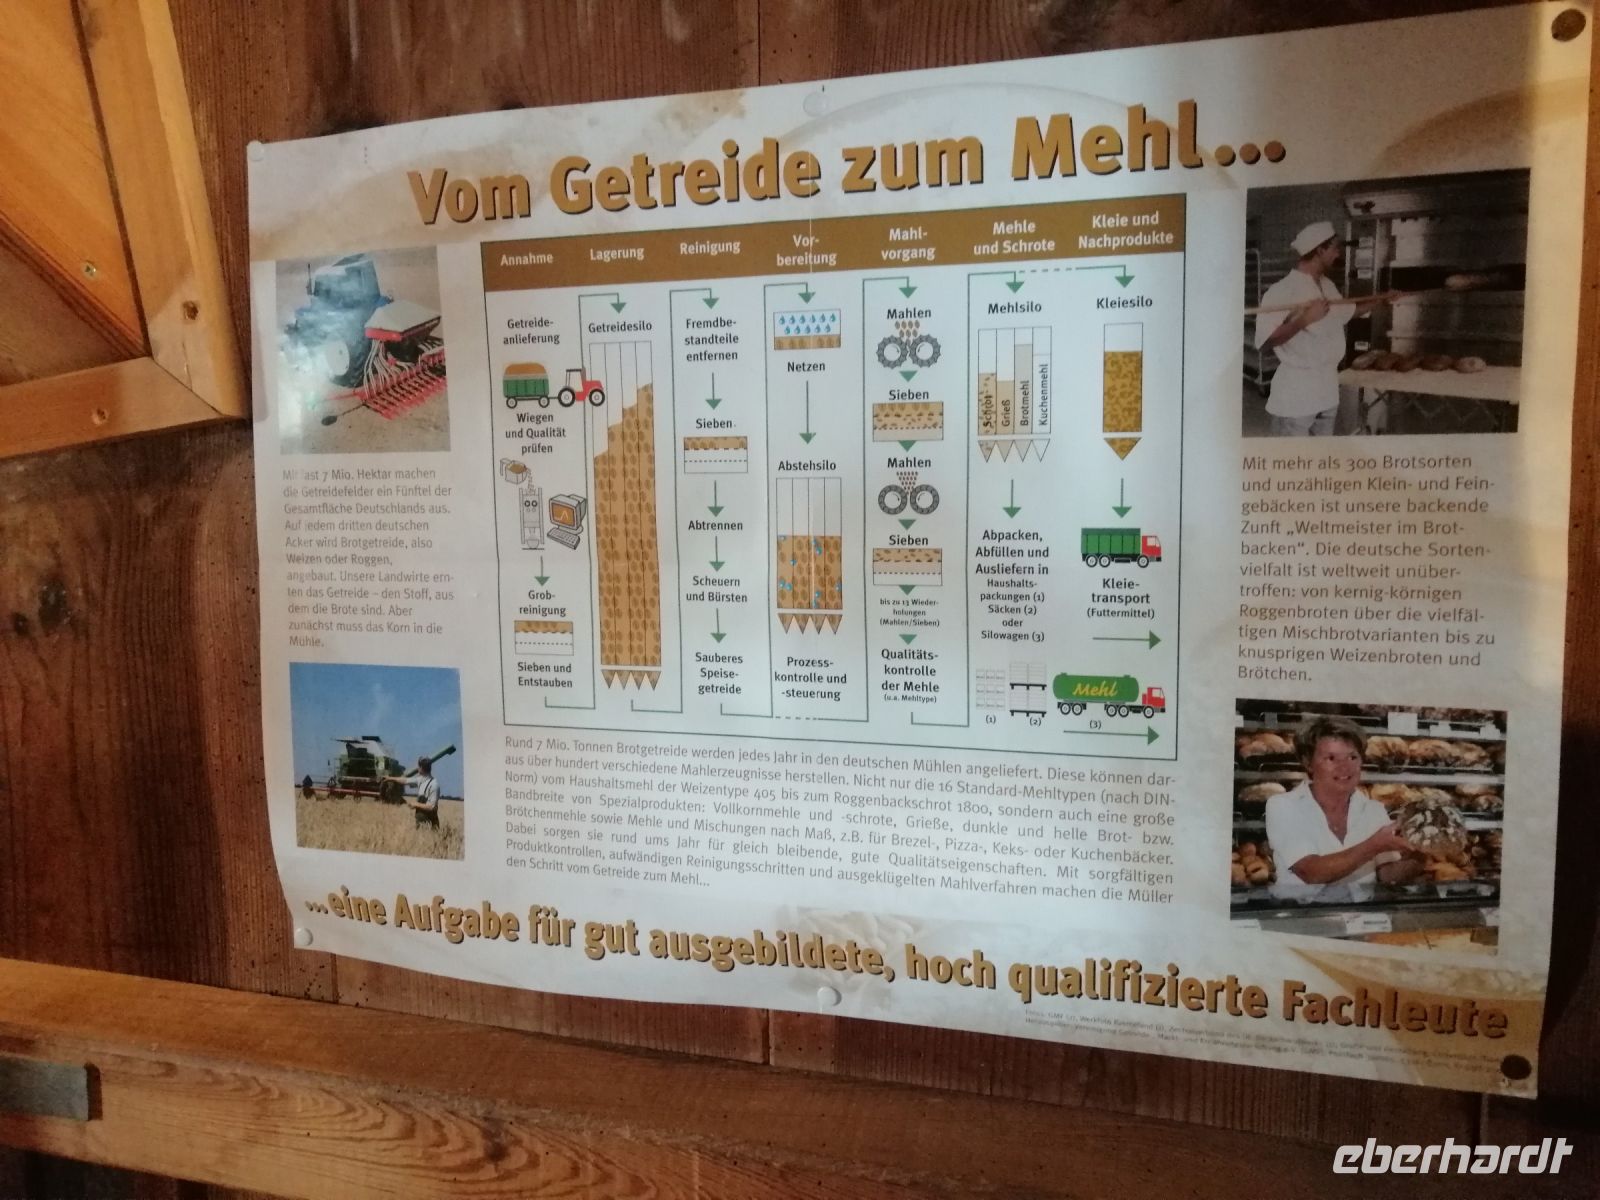 Vom Getreide zum Mehl...
Annahme
Lagerung
Reinigung
Vor-
bereitung
Mahl-
vorgang
Mehle
und Schrote
Kleie und
Nachprodukte
Getreide-
anlieferung
Wiegen
und Qualität
prüfen
Grob-
reinigung
Sieben und
Entstauben
Getreidesilo
Fremdbe-
standteile
entfernen
Sieben
Abtrennen
Scheuern
und Bürsten
Sauberes
Speise-
getreide
Netzen
Abstehsilo
Prozess-
kontrolle und
-steuerung
Mahlen
Sieben
Mahlen
Sieben
bis zu 13 Wieder-
holungen
(Mahlen/Sieben)
Qualitäts-
kontrolle
der Mehle
(u.a. Mehltype)
Mehlsilo
Schrot
Grieß
Brotmehl
Kuchenmehl
Abpacken,
Abfüllen und
Ausliefern in
Haushalts-
packungen (1)
Säcken (2)
oder
Silowagen (3)
(1)
(2)
(3)
Mehl
Kleiesilo
Kleie-
transport
(Futtermittel)
Mit fast 7 Mio. Hektar machen
die Getreidefelder ein Fünftel der
Gesamtfläche Deutschlands aus.
Auf jedem dritten deutschen
Acker wird Brotgetreide, also
Weizen oder Roggen,
angebaut. Unsere Landwirte ern-
ten das Getreide – den Stoff, aus
dem die Brote sind. Aber
zunächst muss das Korn in die
Mühle.
Mit mehr als 300 Brotsorten
und unzähligen Klein- und Fein-
gebäcken ist unsere backende
Zunft „Weltmeister im Brot-
backen“. Die deutsche Sorten-
vielfalt ist weltweit unüber-
troffen: von kernig-körnigen
Roggenbroten über die vielfäl-
tigen Mischbrotvarianten bis zu
knusprigen Weizenbroten und
Brötchen.
Rund 7 Mio. Tonnen Brotgetreide werden jedes Jahr in den deutschen Mühlen angeliefert. Diese können dar-
aus über hundert verschiedene Mahlerzeugnisse herstellen. Nicht nur die 16 Standard-Mehltypen (nach DIN-
Norm) vom Haushaltsmehl der Weizentype 405 bis zum Roggenbackschrot 1800, sondern auch eine große
Bandbreite von Spezialprodukten: Vollkornmehle und -schrote, Grieße, dunkle und helle Brot- bzw.
Brötchenmehle sowie Mehle und Mischungen nach Maß, z.B. für Brezel-, Pizza-, Keks- oder Kuchenbäcker.
Dabei sorgen sie rund ums Jahr für gleich bleibende, gute Qualitätseigenschaften. Mit sorgfältigen
Produktkontrollen, aufwändigen Reinigungsschritten und ausgeklügelten Mahlverfahren machen die Müller
den Schritt vom Getreide zum Mehl...
...eine Aufgabe für gut ausgebildete, hoch qualifizierte Fachleute
eberhardt